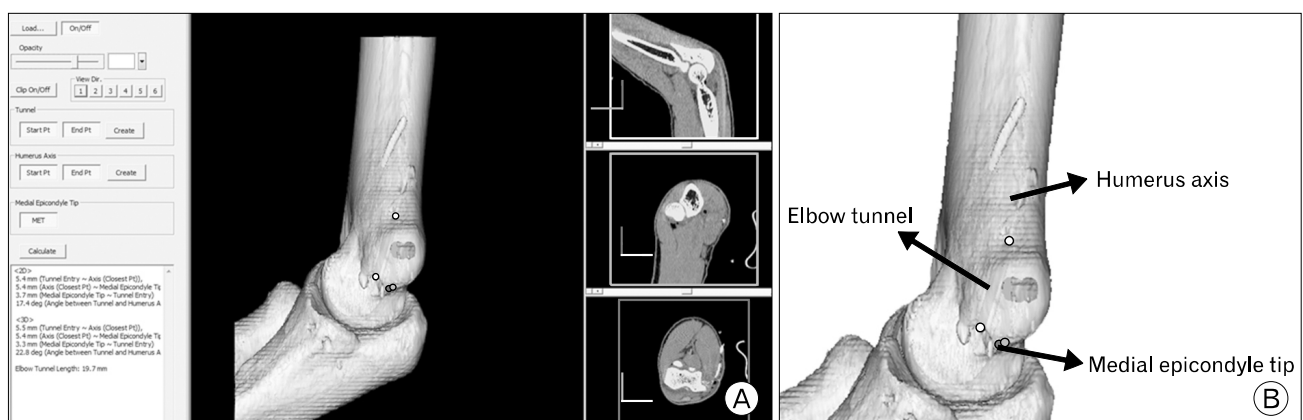 Load...
On/Off
Opacity
Clip On/Off
View Dir.
1 2 3 4 5 6
Tunnel
Start Pt
End Pt
Create
Humerus Axis
Start Pt
End Pt
Create
Medial Epicondyle Tip
MET
Calculate
<2D>
5.4 mm (Tunnel Entry ~ Axis (Closest Pt)),
5.4 mm (Axis (Closest Pt) ~ Medial Epicondyle Tip
3.7 mm (Medial Epicondyle Tip ~ Tunnel Entry)
17.4 deg (Angle between Tunnel and Humerus A
<3D>
5.5 mm (Tunnel Entry ~ Axis (Closest Pt)),
5.4 mm (Axis (Closest Pt) ~ Medial Epicondyle Tip
3.3 mm (Medial Epicondyle Tip ~ Tunnel Entry)
22.8 deg (Angle between Tunnel and Humerus A
Elbow Tunnel Length: 19.7 mm
A
Humerus axis
Elbow tunnel
Medial epicondyle tip
B